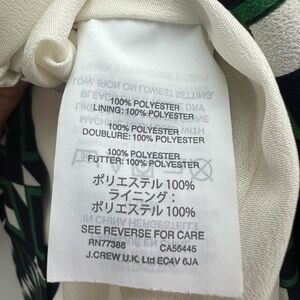 100% POLYESTER
LINING: 100% POLYESTER
100% POLYESTER
DOUBLURE: 100% POLYESTER
100% POLYESTER
FUTTER: 100% POLYESTER
ポリエステル 100%
ライニング：
ポリエステル 100%
SEE REVERSE FOR CARE
RN77388 CA56445
J.CREW U.K. Ltd EC4V 6JA